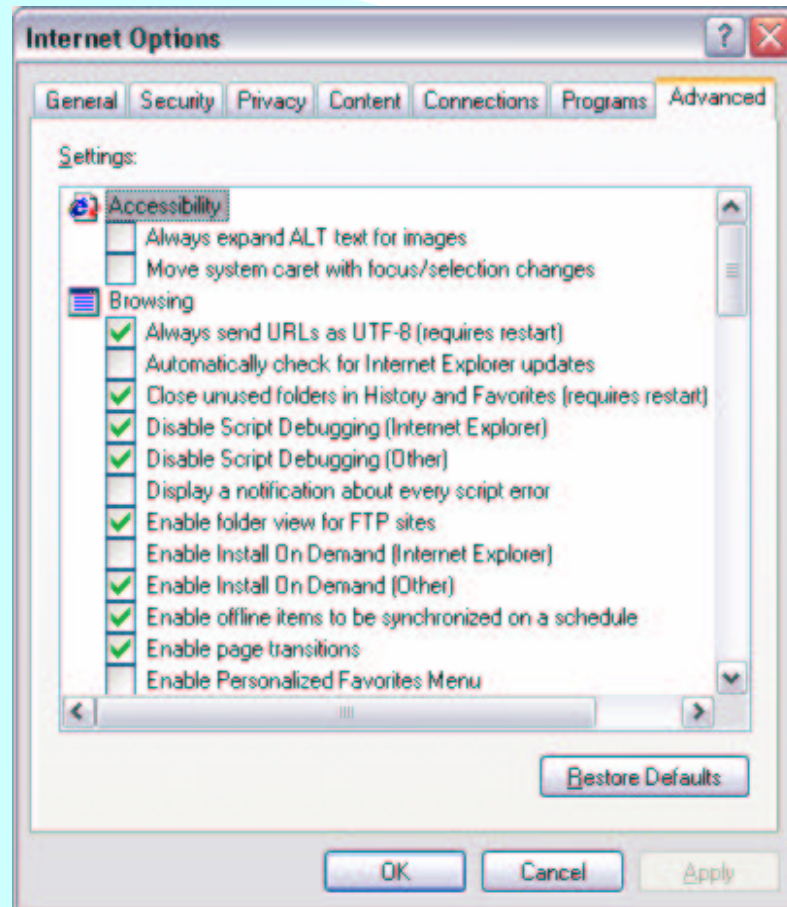 Internet Options
General Security Privacy Content Connections Programs Advanced
Settings:
Accessibility
Always expand ALT text for images
Move system caret with focus/selection changes
Browsing
Always send URLs as UTF-8 (requires restart)
Automatically check for Internet Explorer updates
Close unused folders in History and Favorites (requires restart)
Disable Script Debugging (Internet Explorer)
Disable Script Debugging (Other)
Display a notification about every script error
Enable folder view for FTP sites
Enable Install On Demand (Internet Explorer)
Enable Install On Demand (Other)
Enable offline items to be synchronized on a schedule
Enable page transitions
Enable Personalized Favorites Menu
Restore Defaults
OK Cancel Apply